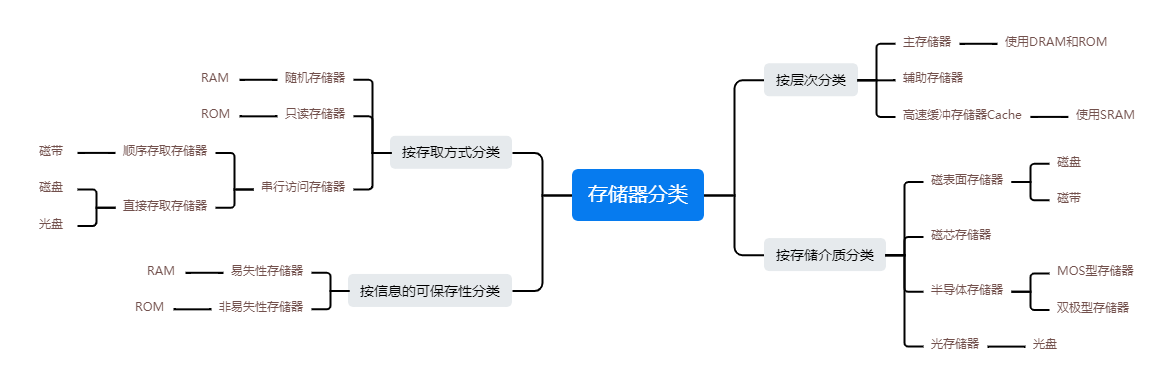 存储器分类
按层次分类
主存储器
使用DRAM和ROM
辅助存储器
高速缓冲存储器Cache
使用SRAM
按存储介质分类
磁表面存储器
磁盘
磁带
磁芯存储器
半导体存储器
MOS型存储器
双极型存储器
光存储器
光盘
按存取方式分类
随机存储器
RAM
只读存储器
ROM
串行访问存储器
顺序存取存储器
磁带
直接存取存储器
磁盘
光盘
按信息的可保存性分类
易失性存储器
RAM
非易失性存储器
ROM